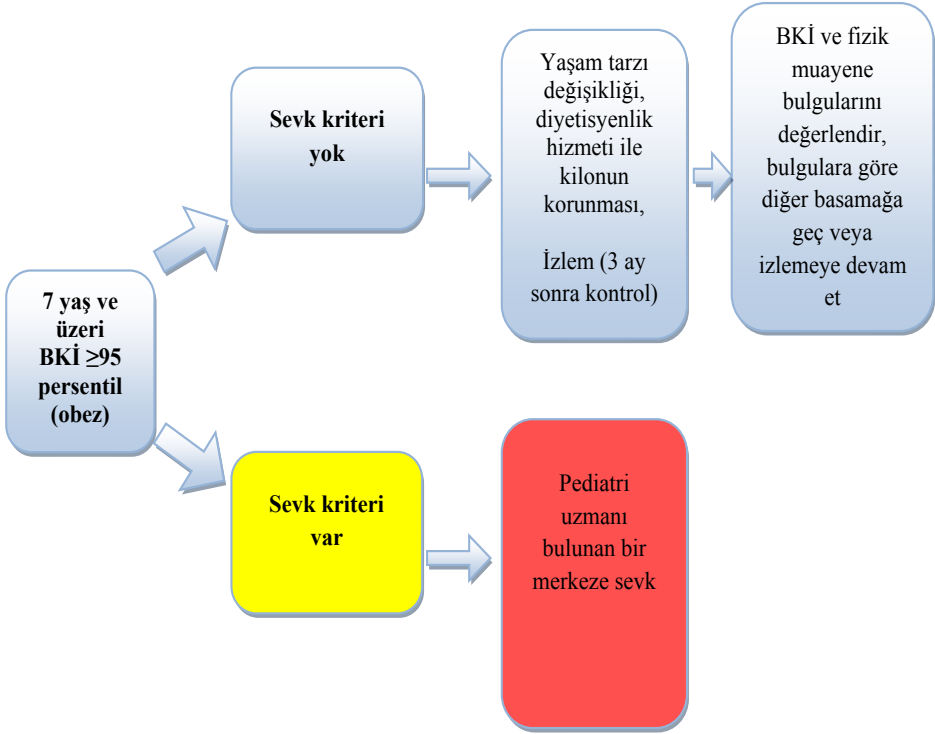 7 yaş ve
üzeri
BKİ ≥95
persentil
(obez)
Sevk kriteri
yok
Yaşam tarzı
değişikliği,
diyetisyenlik
hizmeti ile
kilonun
korunması,
İzlem (3 ay
sonra kontrol)
BKİ ve fizik
muayene
bulgularını
değerlendir,
bulgulara göre
diğer basamağa
geç veya
izlemeye devam
et
Sevk kriteri
var
Pediatri
uzmanı
bulunan bir
merkeze sevk